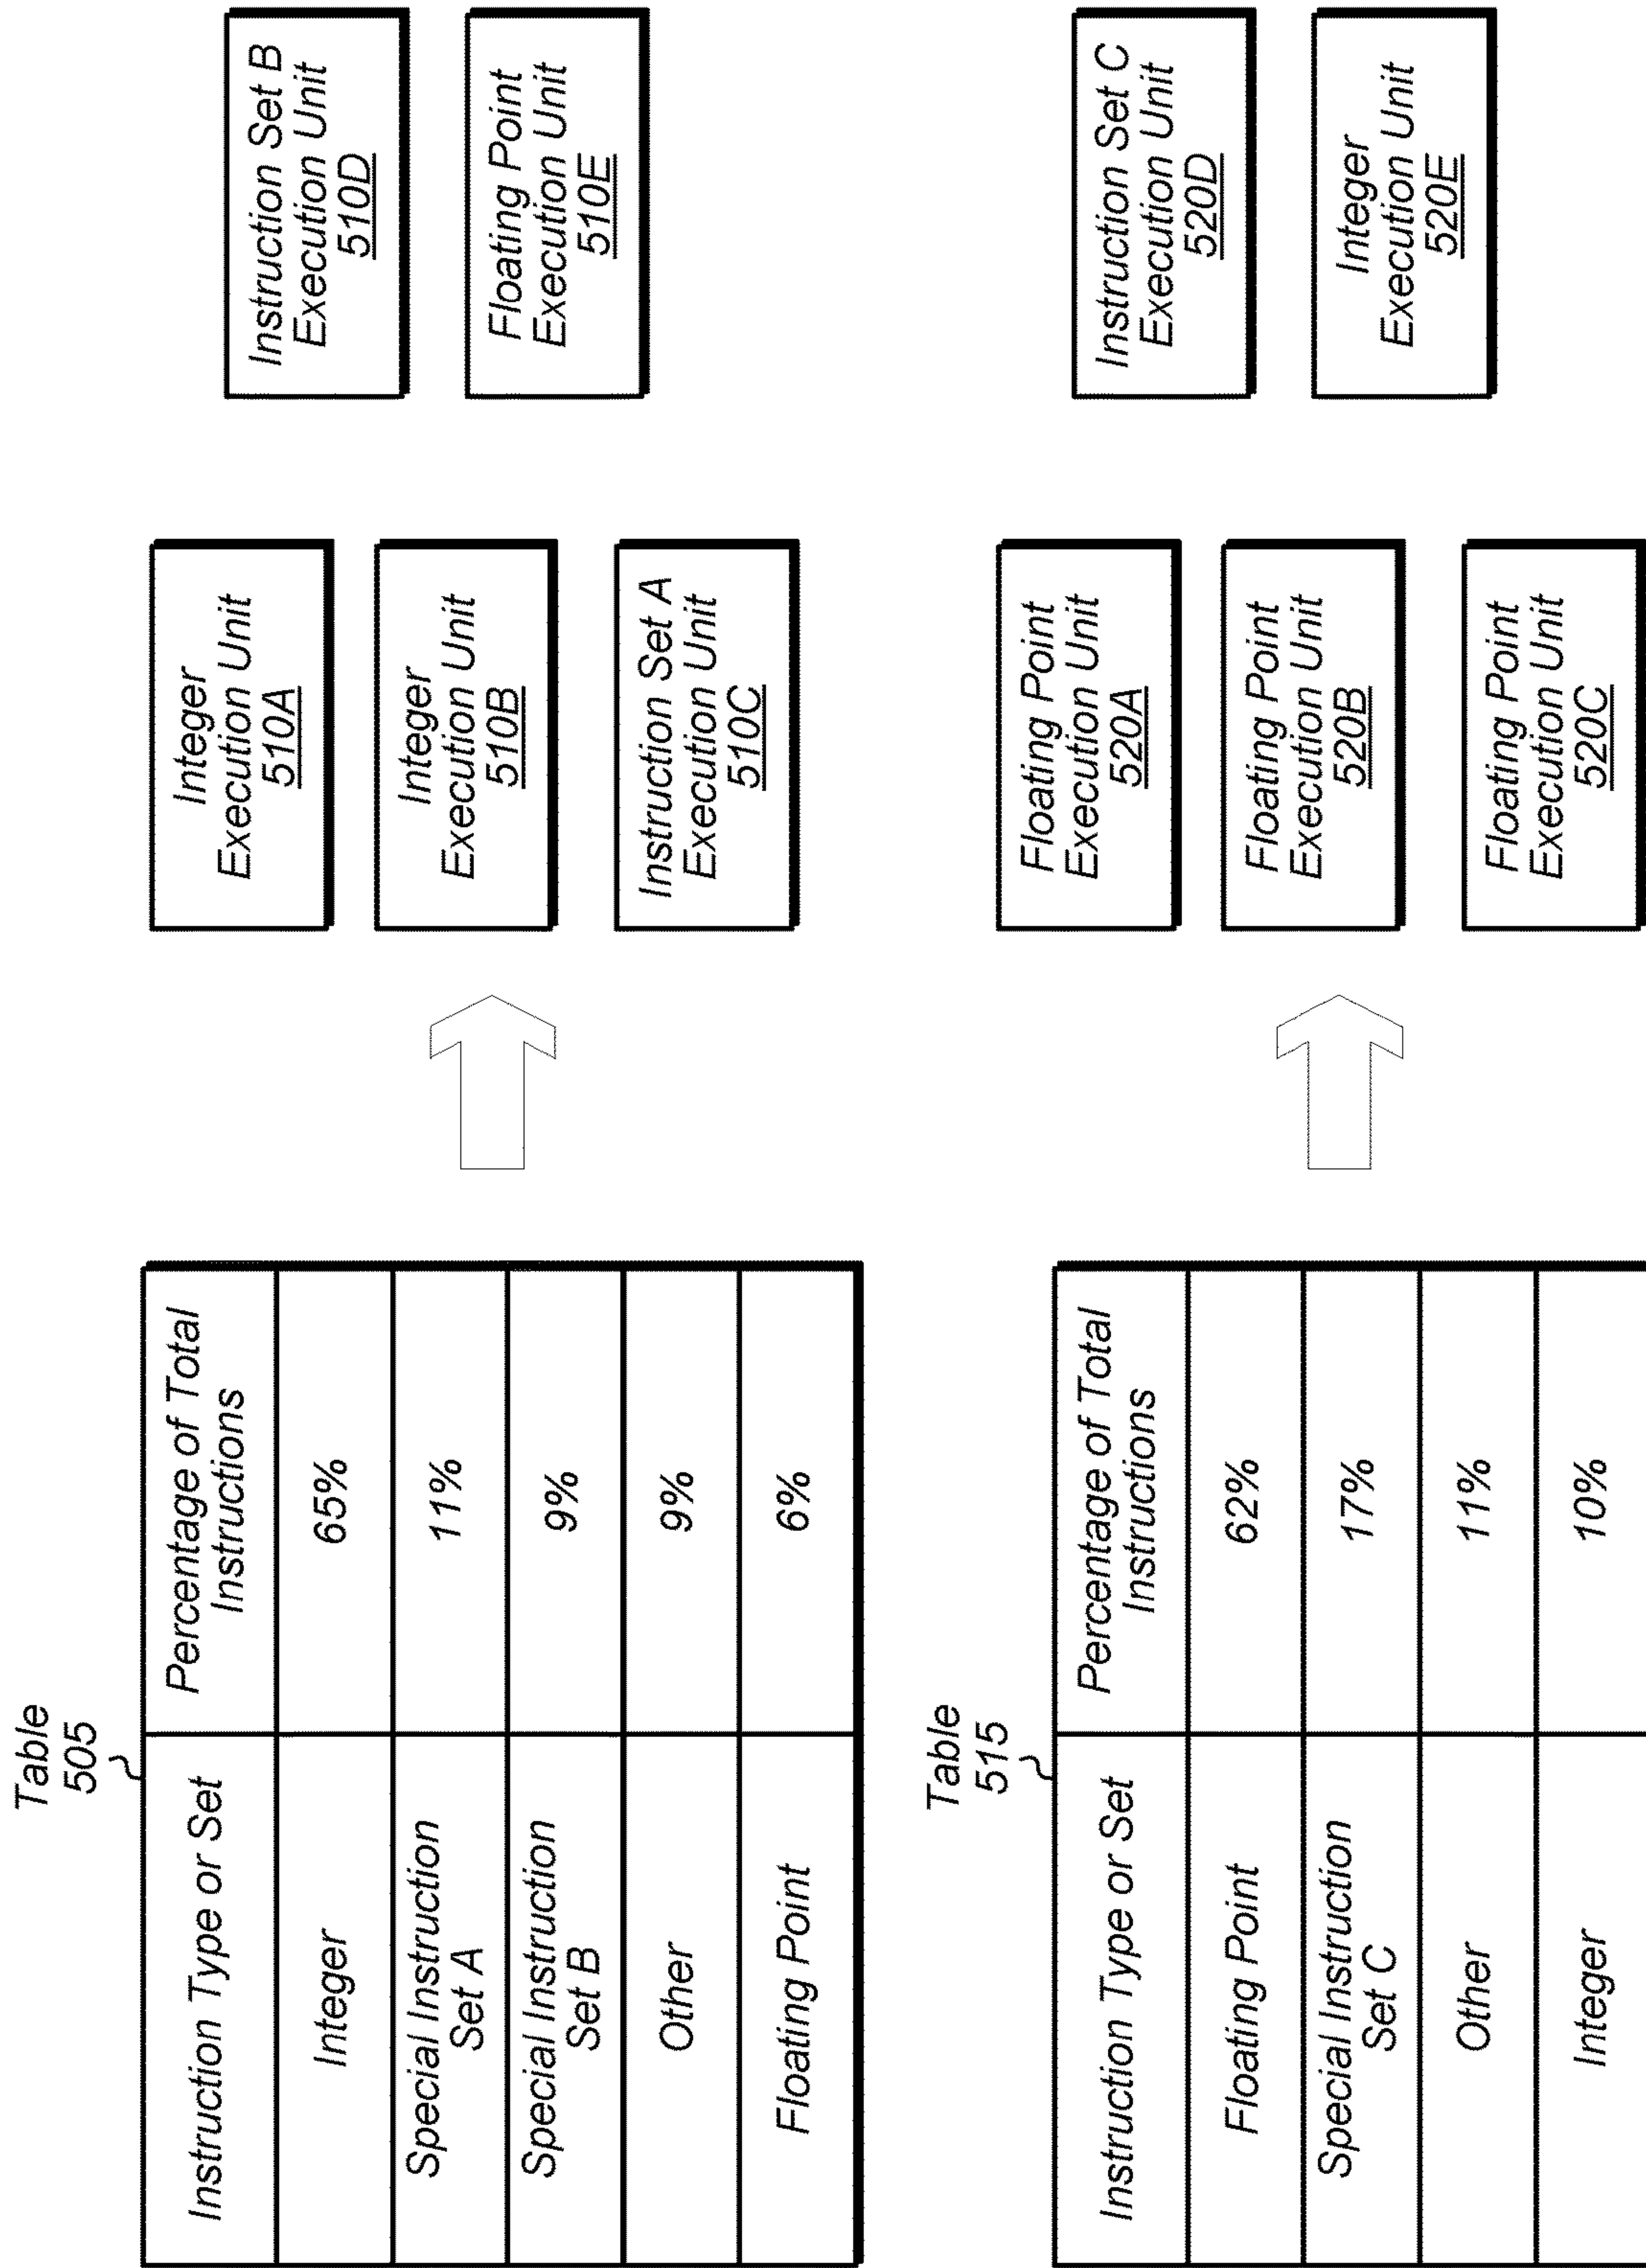 Table
505
Instruction Type or Set
Percentage of Total
Instructions
Integer
65%
Special Instruction
Set A
11%
Special Instruction
Set B
9%
Other
9%
Floating Point
6%
Integer
Execution Unit
510A
Integer
Execution Unit
510B
Instruction Set A
Execution Unit
510C
Instruction Set B
Execution Unit
510D
Floating Point
Execution Unit
510E
Table
515
Instruction Type or Set
Percentage of Total
Instructions
Floating Point
62%
Special Instruction
Set C
17%
Other
11%
Integer
10%
Floating Point
Execution Unit
520A
Floating Point
Execution Unit
520B
Floating Point
Execution Unit
520C
Instruction Set C
Execution Unit
520D
Integer
Execution Unit
520E